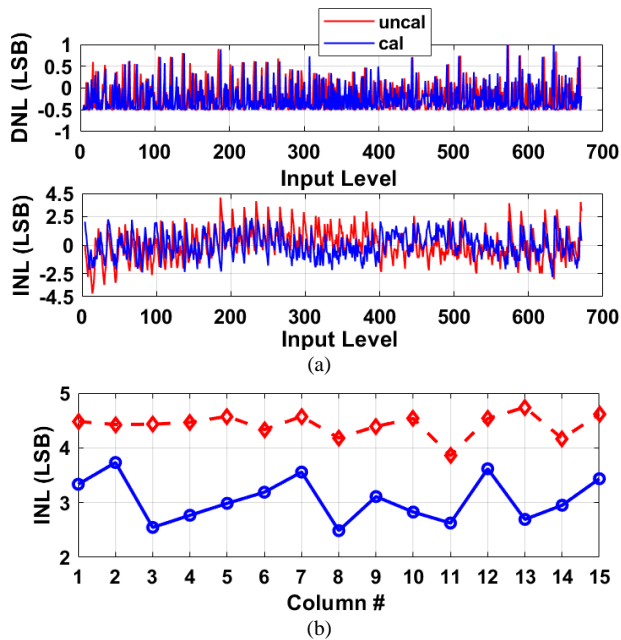 uncal
cal
DNL (LSB)
1
0.5
0
-0.5
1
0 100 200 300 400 500 600 700
Input Level
INL (LSB)
4.5
2.5
0
-2.5
-4.5
0 100 200 300 400 500 600 700
Input Level
(a)
INL (LSB)
5
4
3
2
1 2 3 4 5 6 7 8 9 10 11 12 13 14 15
Column #
(b)